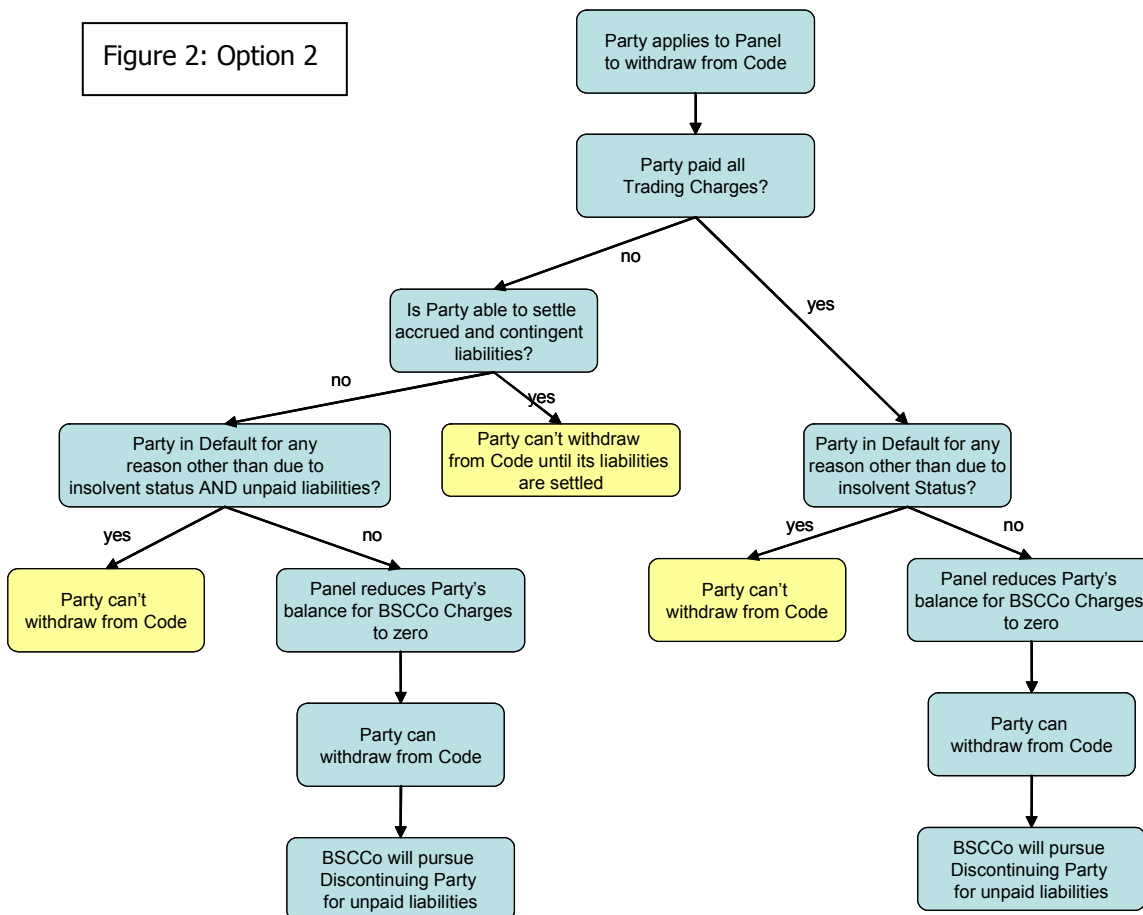 Figure 2: Option 2
Party applies to Panel
to withdraw from Code
Party paid all
Trading Charges?
no
yes
Is Party able to settle
accrued and contingent
liabilities?
no
yes
Party in Default for any
reason other than due to
insolvent status AND unpaid liabilities?
Party can't withdraw
from Code until its liabilities
are settled
Party in Default for any
reason other than due to
insolvent Status?
yes
no
yes
no
Party can't
withdraw from Code
Panel reduces Party's
balance for BSCCo Charges
to zero
Party can't
withdraw from Code
Panel reduces Party's
balance for BSCCo Charges
to zero
Party can
withdraw from Code
Party can
withdraw from Code
BSCCo will pursue
Discontinuing Party
for unpaid liabilities
BSCCo will pursue
Discontinuing Party
for unpaid liabilities